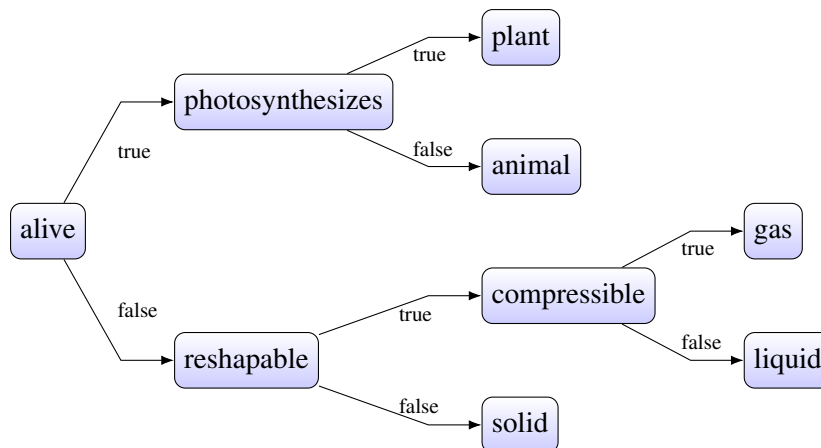 plant
true
photosynthesizes
true
false
animal
alive
gas
true
false
compressible
true
false
reshapable
liquid
false
solid